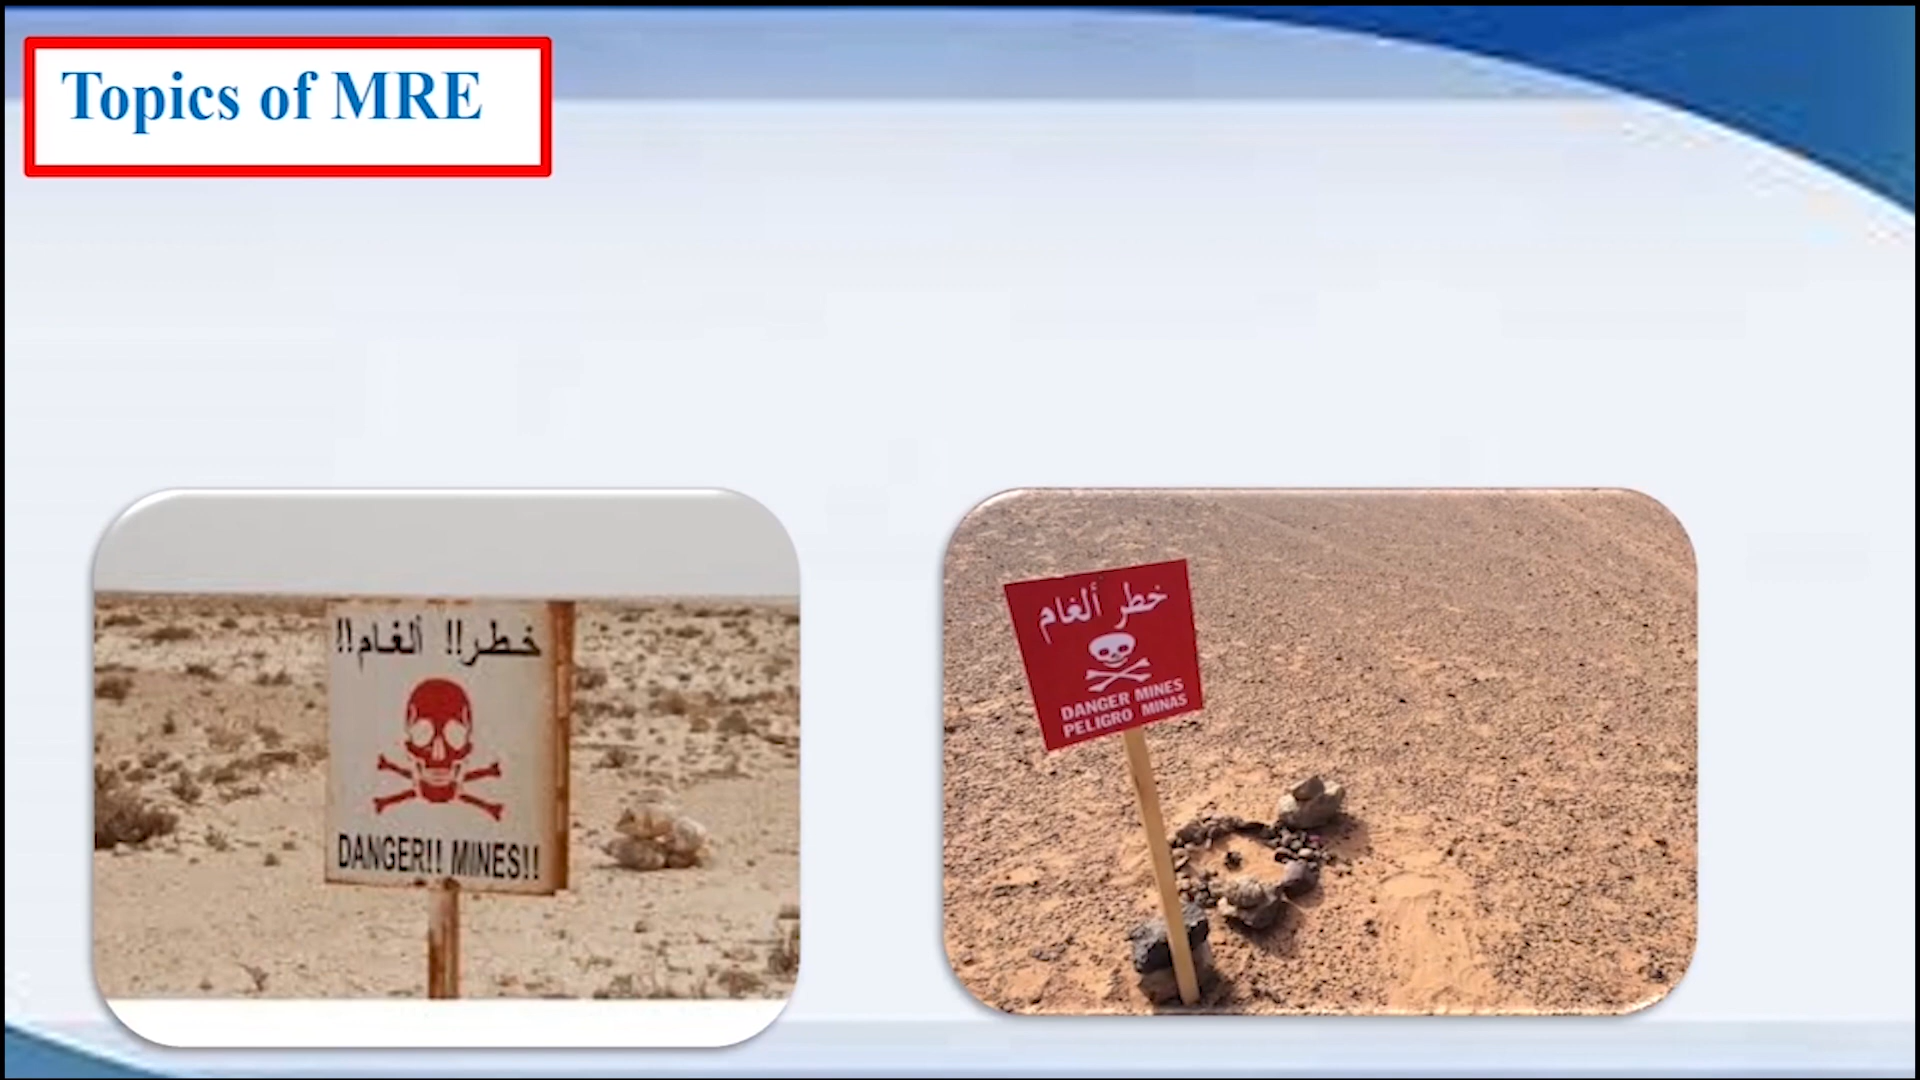 Topics of MRE
خطر!! ألغام!!
DANGER!! MINES!!
خطر ألغام
DANGER MINES
PELIGRO MINAS